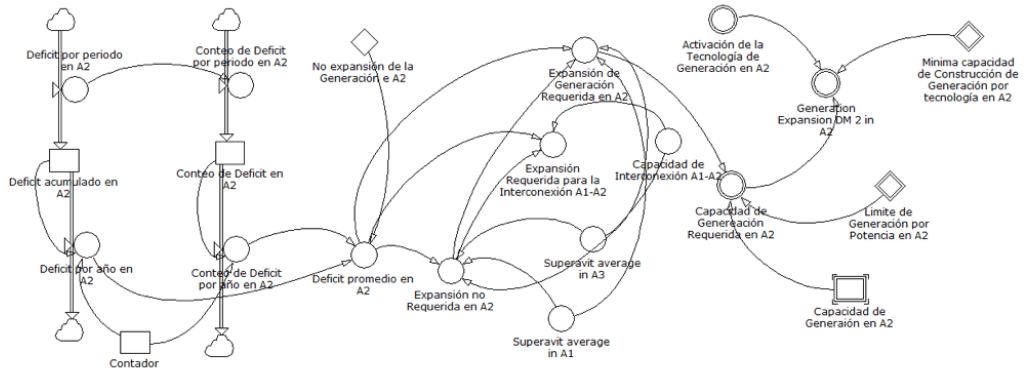 Deficit por periodo
en A2
Conteo de Deficit
por periodo en A2
No expansión de la
Generación e A2
Expansión de
Generación
Requerida en A2
Activación de la
Tecnología de
Generación en A2
Minima capacidad
de Construcción de
Generación por
tecnología en A2
Generation
Expansion DM 2 in
A2
Deficit acumulado en
A2
Conteo de Deficit en
A2
Expansión
Requerida para la
Interconexión A1-A2
Capacidad de
Interconexión A1-A2
Capacidad de
Genereación
Requerida en A2
Limite de
Generación por
Potencia en A2
Deficit por año en
A2
Conteo de Deficit
por año en A2
Deficit promedio en
A2
Expansión no
Requerida en A2
Superavit average
in A3
Superavit average
in A1
Capacidad de
Generaión en A2
Contador